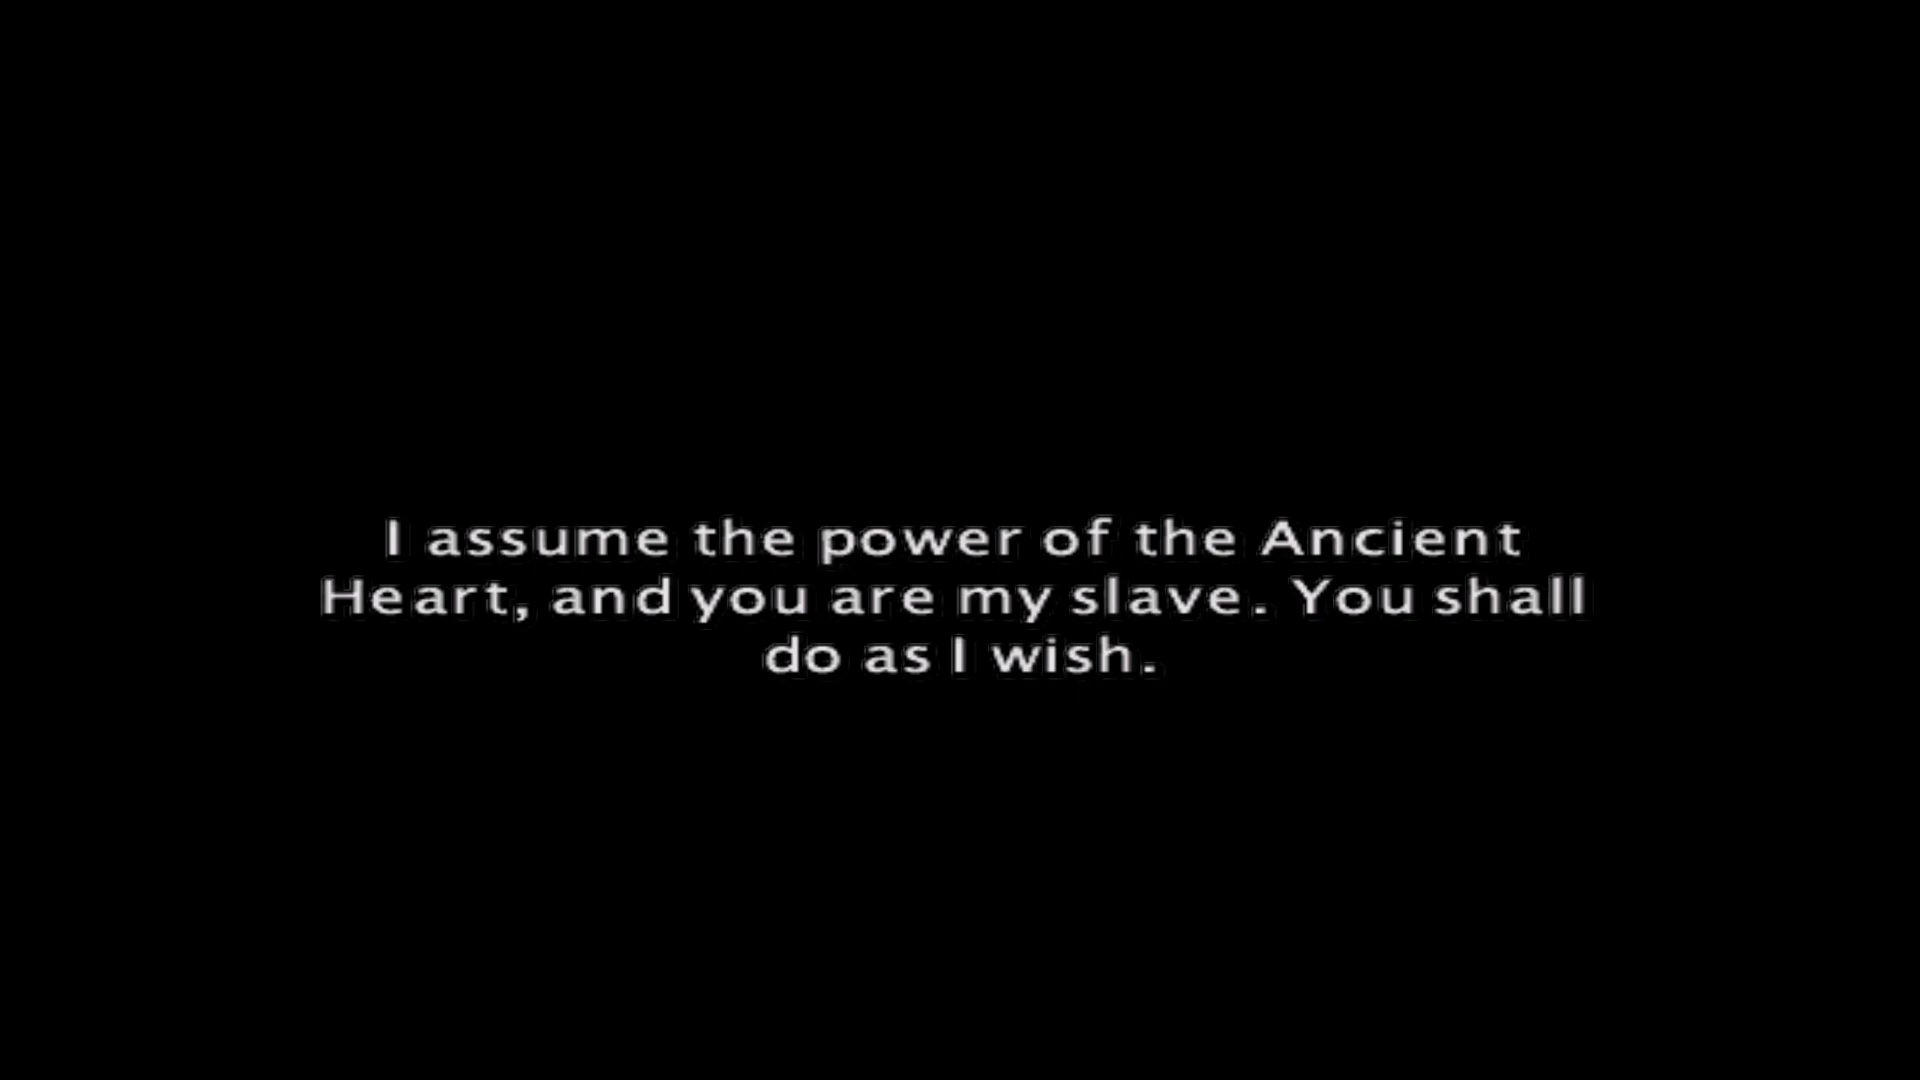 I assume the power of the Ancient
Heart, and you are my slave. You shall
do as I wish.